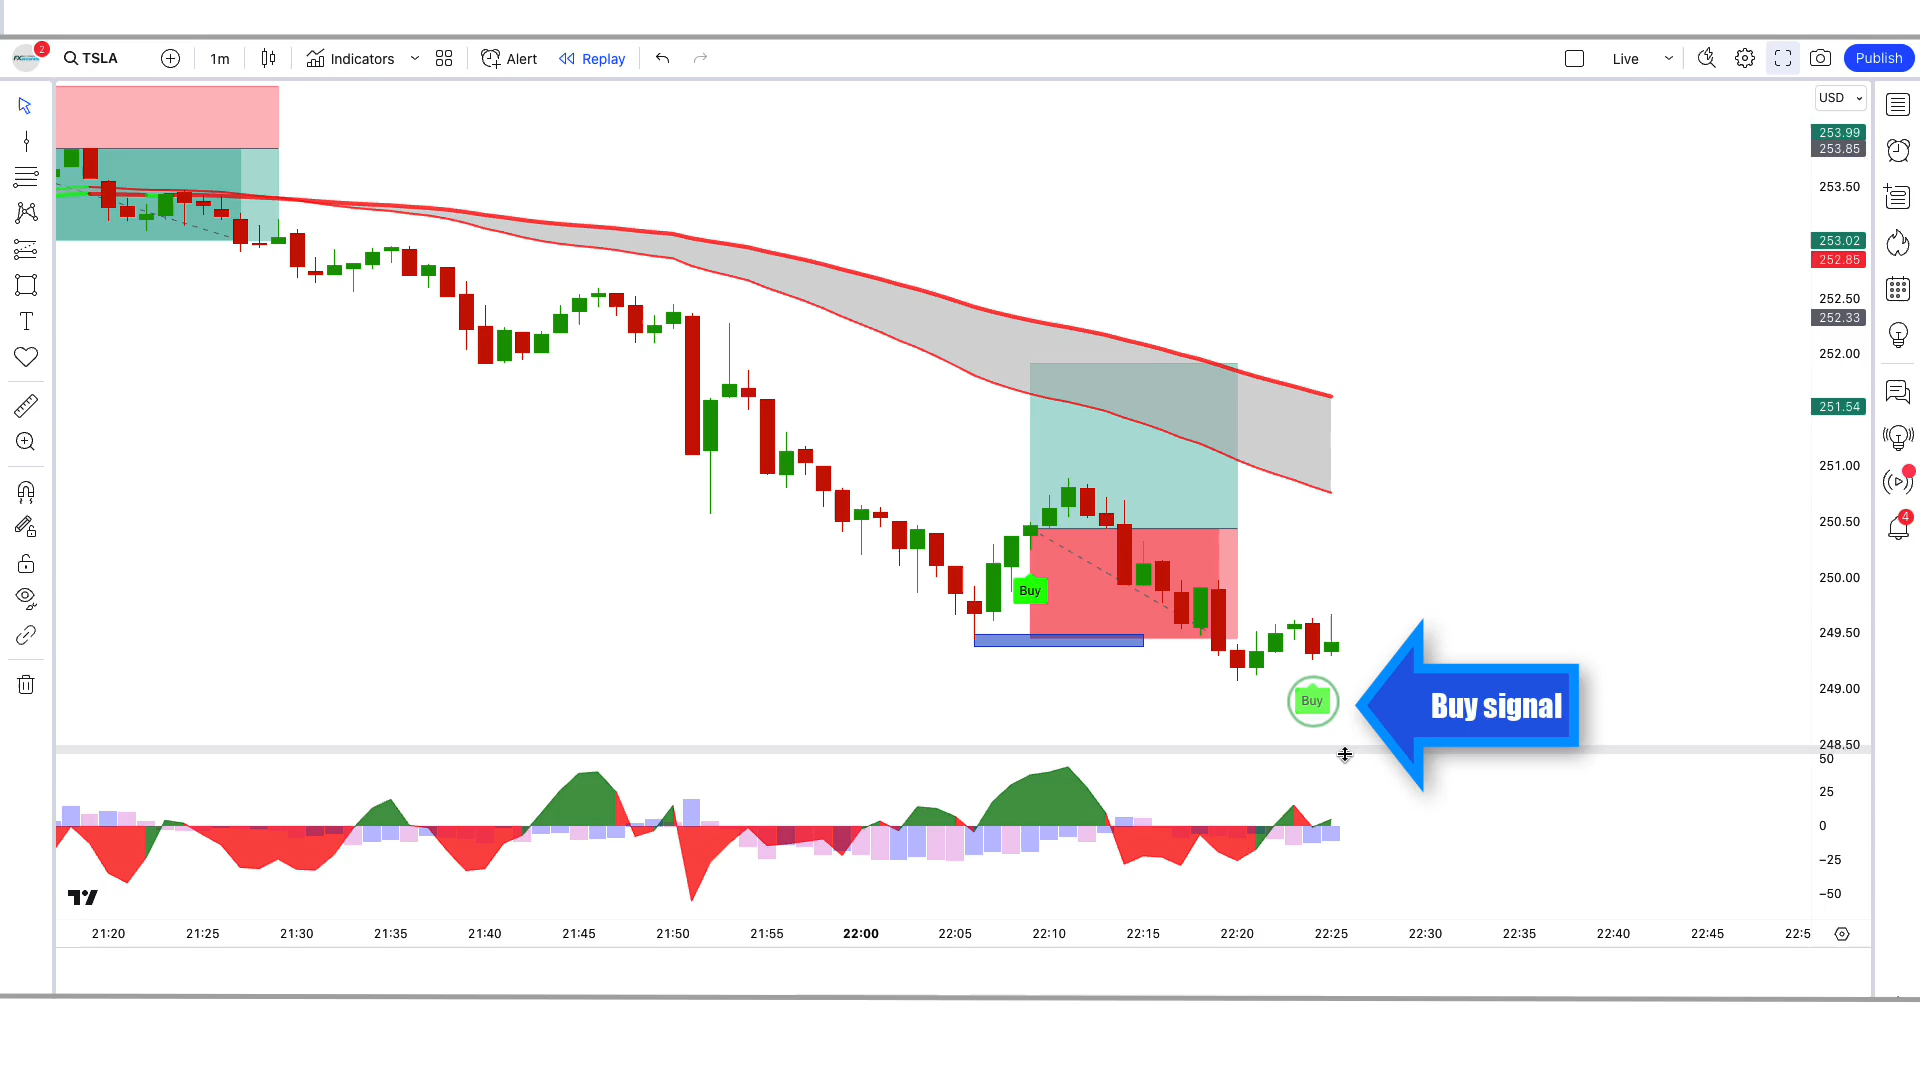 2
TSLA
1m
Indicators
Alert
Replay
Live
Publish
USD
253.99
253.85
253.50
253.02
252.85
252.50
252.33
252.00
251.54
251.00
250.50
250.00
249.50
249.00
248.50
4
Buy
Buy
Buy signal
50
25
0
−25
−50
21:20 21:25 21:30 21:35 21:40 21:45 21:50 21:55 22:00 22:05 22:10 22:15 22:20 22:25 22:30 22:35 22:40 22:45 22:5